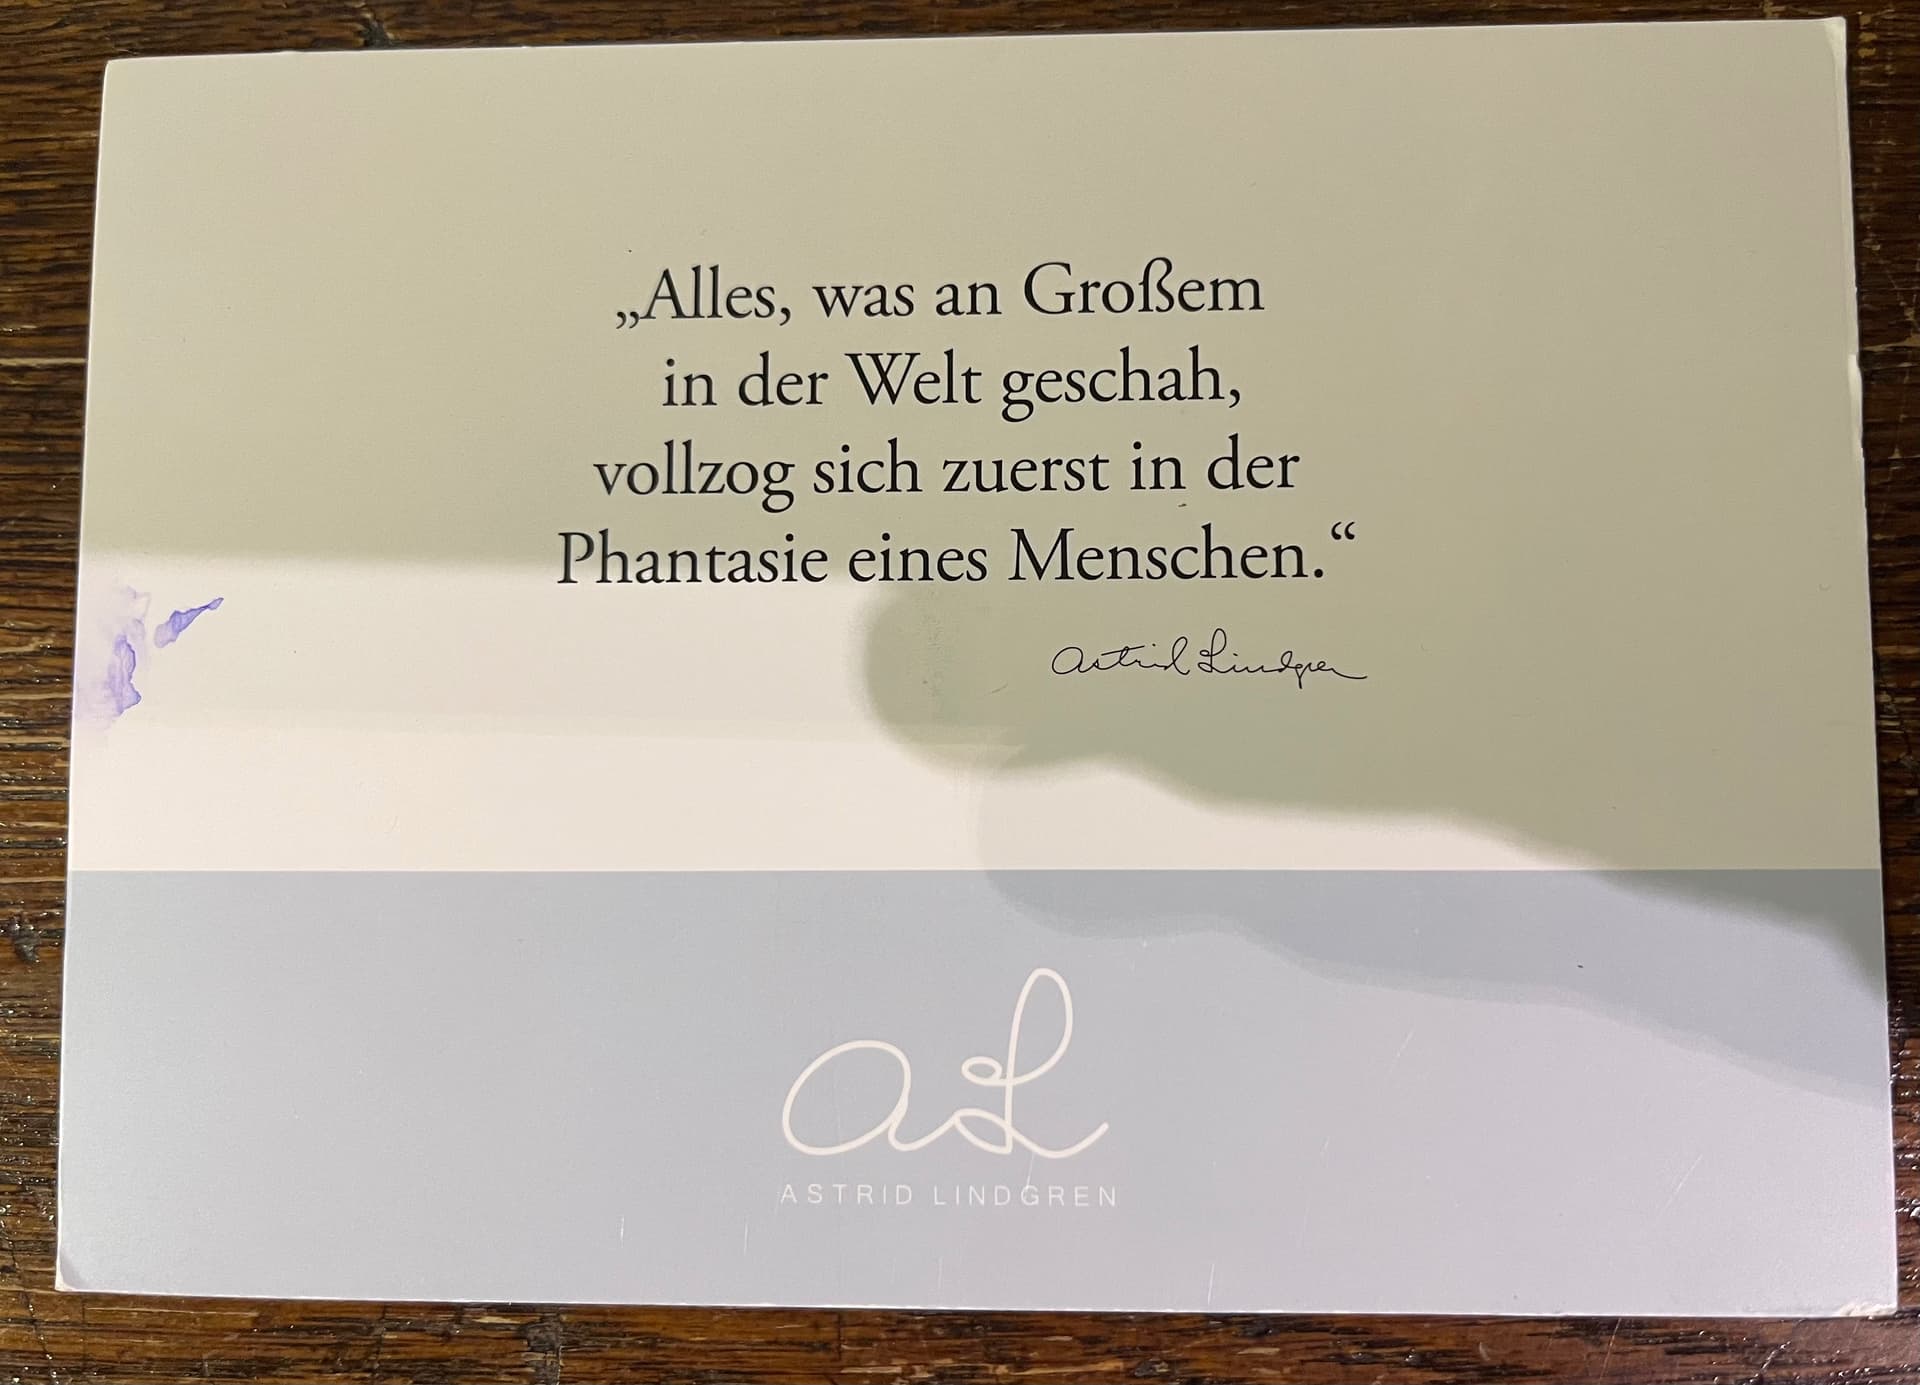 „Alles, was an Großem
in der Welt geschah,
vollzog sich zuerst in der
Phantasie eines Menschen.“
Astrid Lindgren
aL
ASTRID LINDGREN